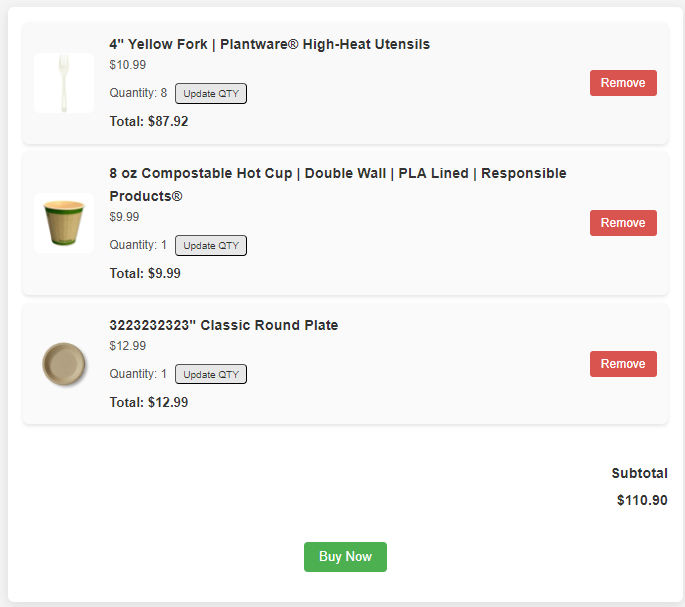 4" Yellow Fork | Plantware® High-Heat Utensils
$10.99
Quantity: 8 Update QTY
Total: $87.92
Remove
8 oz Compostable Hot Cup | Double Wall | PLA Lined | Responsible
Products®
$9.99
Quantity: 1 Update QTY
Total: $9.99
Remove
3223232323" Classic Round Plate
$12.99
Quantity: 1 Update QTY
Total: $12.99
Remove
Subtotal
$110.90
Buy Now